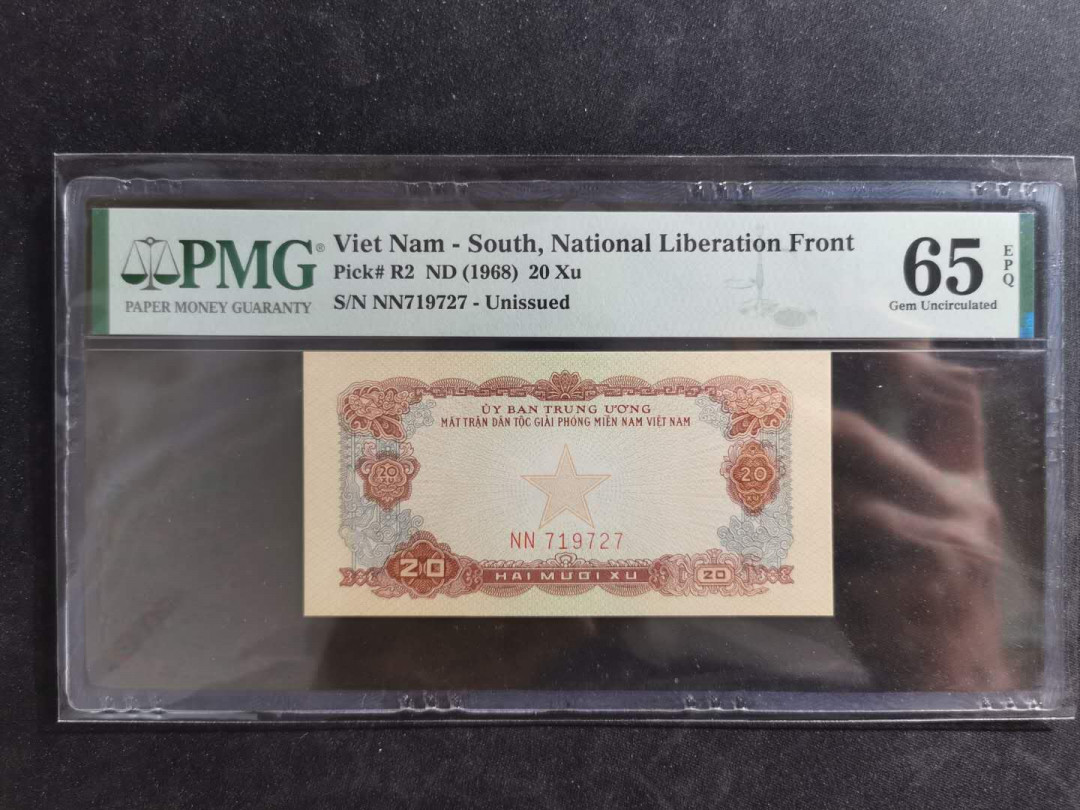 PMG®
PAPER MONEY GUARANTY
Viet Nam - South, National Liberation Front
Pick# R2 ND (1968) 20 Xu
S/N NN719727 - Unissued
65
EPQ
Gem Uncirculated
ỦY BAN TRUNG ƯƠNG
MẶT TRẬN DÂN TỘC GIẢI PHÓNG MIỀN NAM VIỆT NAM
20
XU
20
NN 719727
20
HAI MƯƠI XU
20